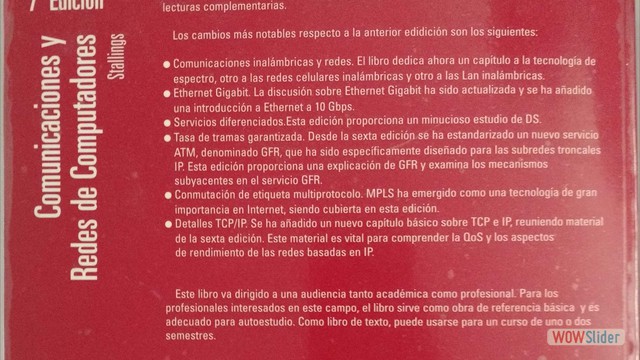 7ª Edición
Comunicaciones y
Redes de Computadores
Stallings
lecturas complementarias.
Los cambios más notables respecto a la anterior edidición son los siguientes:
● Comunicaciones inalámbricas y redes. El libro dedica ahora un capítulo a la tecnología de
espectro, otro a las redes celulares inalámbricas y otro a las Lan inalámbricas.
● Ethernet Gigabit. La discusión sobre Ethernet Gigabit ha sido actualizada y se ha añadido
una introducción a Ethernet a 10 Gbps.
● Servicios diferenciados.Esta edición proporciona un minucioso estudio de DS.
● Tasa de tramas garantizada. Desde la sexta edición se ha estandarizado un nuevo servicio
ATM, denominado GFR, que ha sido específicamente diseñado para las subredes troncales
IP. Esta edición proporciona una explicación de GFR y examina los mecanismos
subyacentes en el servicio GFR.
● Conmutación de etiqueta multiprotocolo. MPLS ha emergido como una tecnología de gran
importancia en Internet, siendo cubierta en esta edición.
● Detalles TCP/IP. Se ha añadido un nuevo capítulo básico sobre TCP e IP, reuniendo material
de la sexta edición. Este material es vital para comprender la QoS y los aspectos
de rendimiento de las redes basadas en IP.
Este libro va dirigido a una audiencia tanto académica como profesional. Para los
profesionales interesados en este campo, el libro sirve como obra de referencia básica y es
adecuado para autoestudio. Como libro de texto, puede usarse para un curso de uno o dos
semestres.
WOWSlider